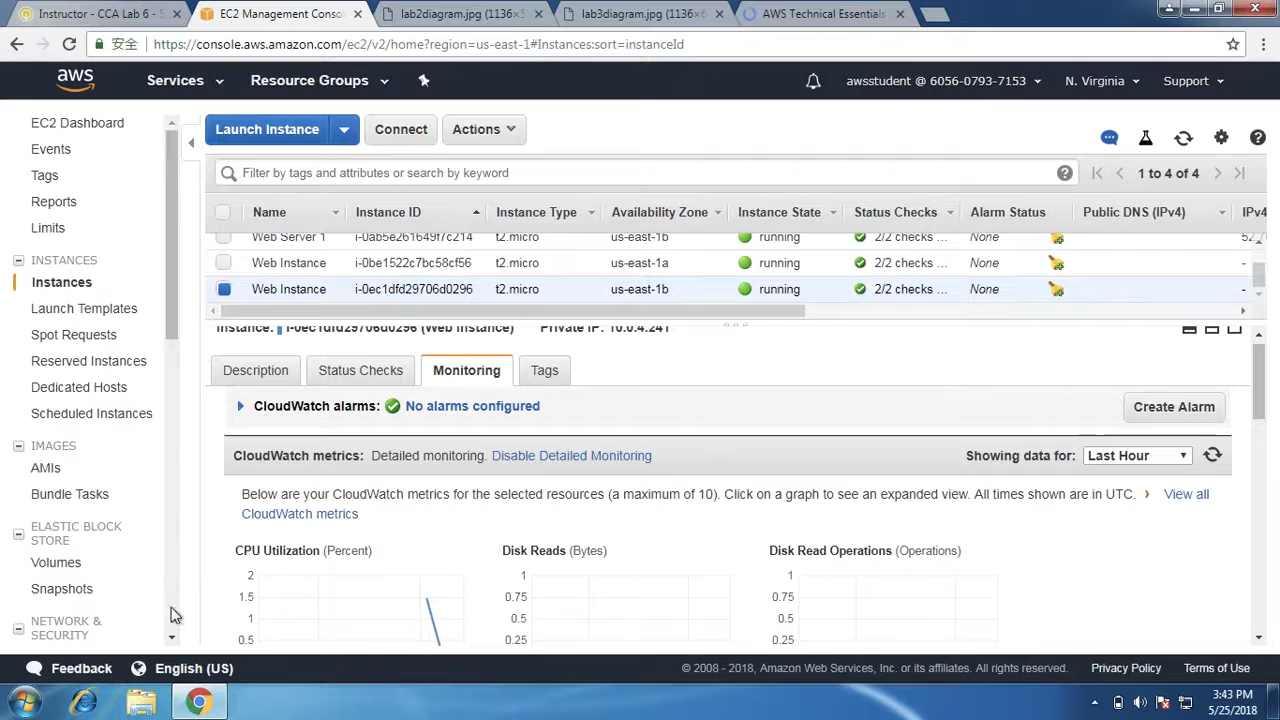 Instructor - CCA Lab 6 - S
EC2 Management Conso
lab2diagram.jpg (1136×5
lab3diagram.jpg (1136×6
AWS Technical Essentials
安全
https://console.aws.amazon.com/ec2/v2/home?region=us-east-1#Instances:sort=instanceId
aws
Services
Resource Groups
awsstudent @ 6056-0793-7153
N. Virginia
Support
EC2 Dashboard
Events
Tags
Reports
Limits
INSTANCES
Instances
Launch Templates
Spot Requests
Reserved Instances
Dedicated Hosts
Scheduled Instances
IMAGES
AMIs
Bundle Tasks
ELASTIC BLOCK
STORE
Volumes
Snapshots
NETWORK &
SECURITY
Launch Instance
Connect
Actions
Filter by tags and attributes or search by keyword
1 to 4 of 4
Name Instance ID Instance Type Availability Zone Instance State Status Checks Alarm Status Public DNS (IPv4) IPv4
Web Server 1 i-0ab5e261649f7c214 t2.micro us-east-1b running 2/2 checks ... None
Web Instance i-0be1522c7bc58cf56 t2.micro us-east-1a running 2/2 checks ... None -
Web Instance i-0ec1dfd29706d0296 t2.micro us-east-1b running 2/2 checks ... None -
Instance: i-0ec1dfd29706d0296 (Web Instance) Private IP: 10.0.4.241
Description
Status Checks
Monitoring
Tags
CloudWatch alarms: No alarms configured
Create Alarm
CloudWatch metrics: Detailed monitoring. Disable Detailed Monitoring
Showing data for: Last Hour
Below are your CloudWatch metrics for the selected resources (a maximum of 10). Click on a graph to see an expanded view. All times shown are in UTC. › View all
CloudWatch metrics
CPU Utilization (Percent)
2
1.5
1
0.5
Disk Reads (Bytes)
1
0.75
0.5
0.25
Disk Read Operations (Operations)
1
0.75
0.5
0.25
Feedback
English (US)
© 2008 - 2018, Amazon Web Services, Inc. or its affiliates. All rights reserved.
Privacy Policy
Terms of Use
3:43 PM
5/25/2018